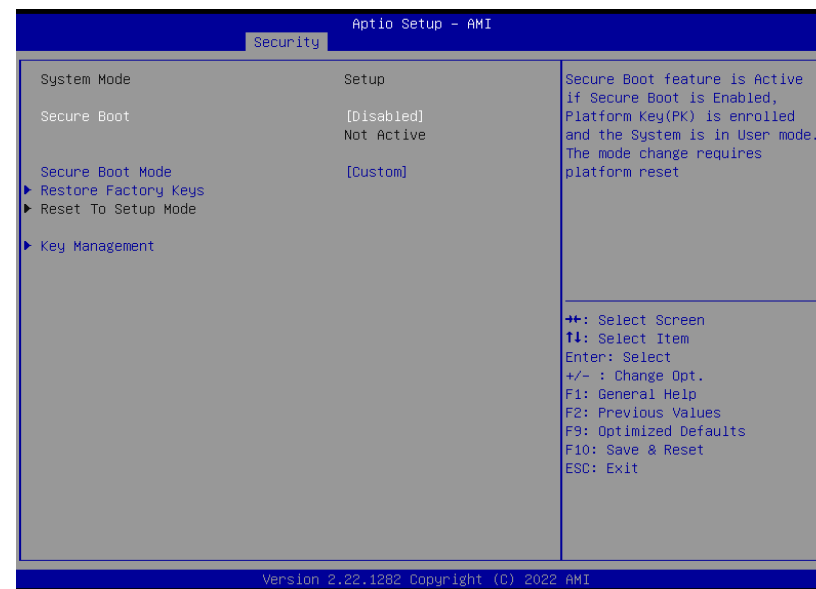 Aptio Setup – AMI
Security
System Mode Setup
Secure Boot [Disabled]
Not Active
Secure Boot Mode [Custom]
▶ Restore Factory Keys
▶ Reset To Setup Mode
▶ Key Management
Secure Boot feature is Active
if Secure Boot is Enabled,
Platform Key(PK) is enrolled
and the System is in User mode.
The mode change requires
platform reset
→←: Select Screen
↑↓: Select Item
Enter: Select
+/- : Change Opt.
F1: General Help
F2: Previous Values
F9: Optimized Defaults
F10: Save & Reset
ESC: Exit
Version 2.22.1282 Copyright (C) 2022 AMI